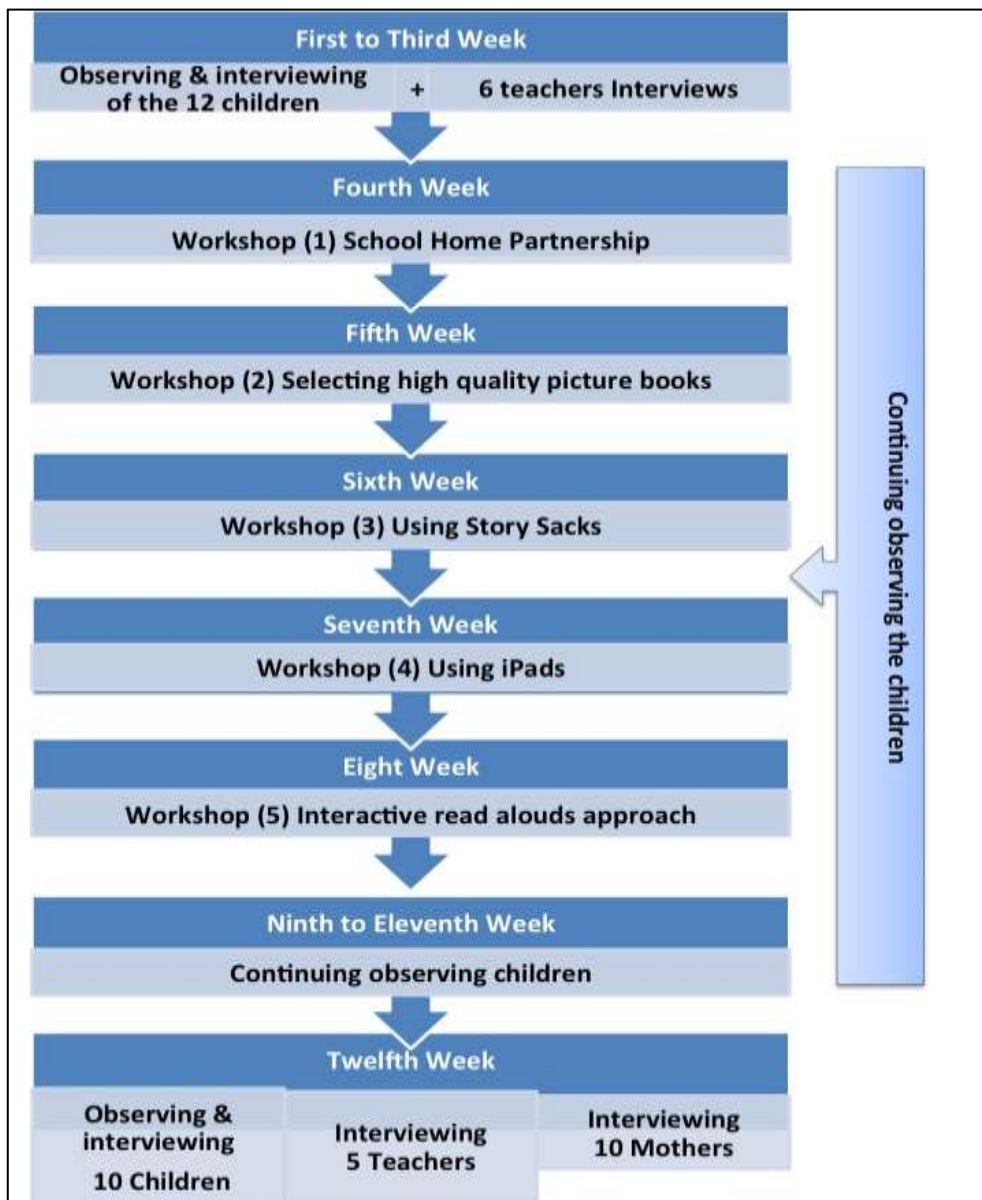 First to Third Week
Observing & interviewing
of the 12 children
+
6 teachers Interviews
Fourth Week
Workshop (1) School Home Partnership
Fifth Week
Workshop (2) Selecting high quality picture books
Sixth Week
Workshop (3) Using Story Sacks
Seventh Week
Workshop (4) Using iPads
Eight Week
Workshop (5) Interactive read alouds approach
Ninth to Eleventh Week
Continuing observing children
Twelfth Week
Observing &
interviewing
10 Children
Interviewing
5 Teachers
Interviewing
10 Mothers
Continuing observing the children